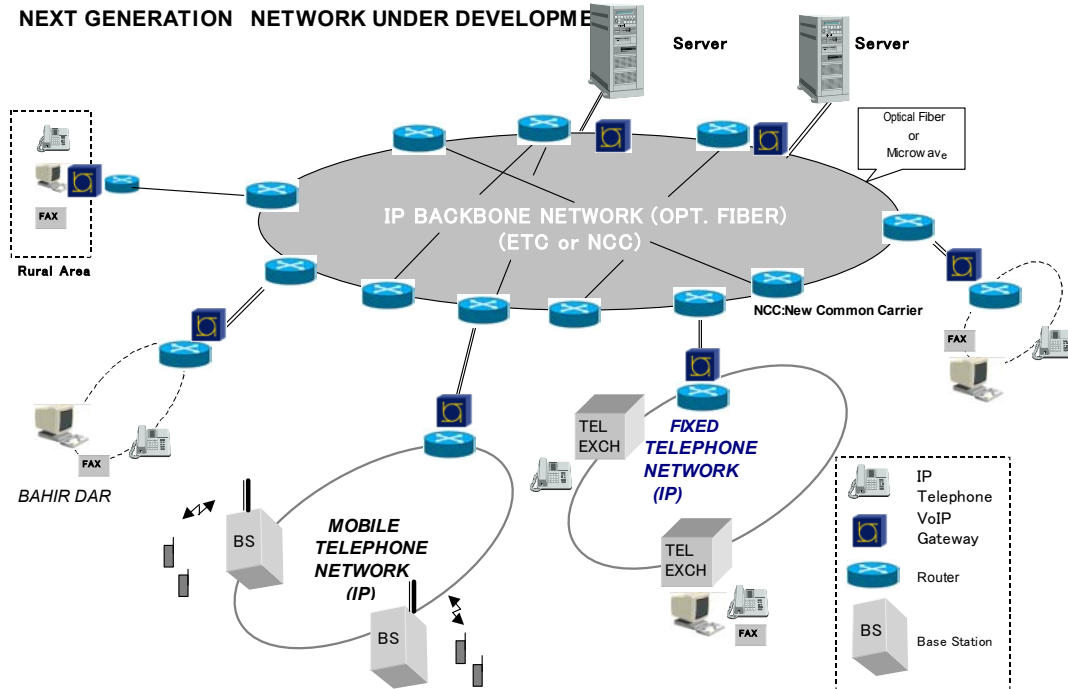 NEXT GENERATION NETWORK UNDER DEVELOPME
Server
Server
Optical Fiber
or
Microwave
FAX
Rural Area
IP BACKBONE NETWORK (OPT. FIBER)
(ETC or NCC)
NCC:New Common Carrier
FAX
FAX
BAHIR DAR
TEL
EXCH
FIXED
TELEPHONE
NETWORK
(IP)
BS
MOBILE
TELEPHONE
NETWORK
(IP)
BS
TEL
EXCH
FAX
IP
Telephone
VoIP
Gateway
Router
BS
Base Station